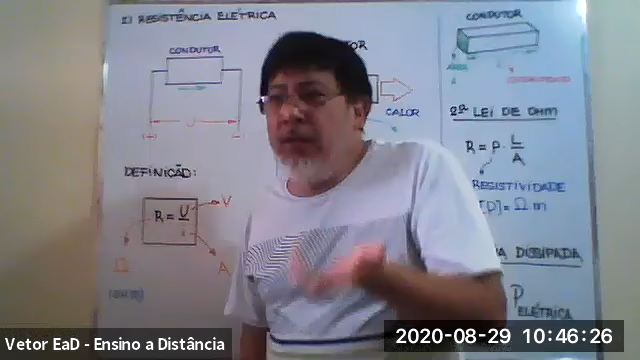 2) RESISTÊNCIA ELÉTRICA
CONDUTOR
U
(+)
(-)
DEFINIÇÃO:
R = U/i
V
A
Ω
(OHM)
CALOR
CONDUTOR
2ª LEI DE OHM
R = ρ · L/A
RESISTIVIDADE
[ρ] = Ω m
DISSIPADA
P ELÉTRICA
Vetor EaD - Ensino a Distância
2020-08-29 10:46:26